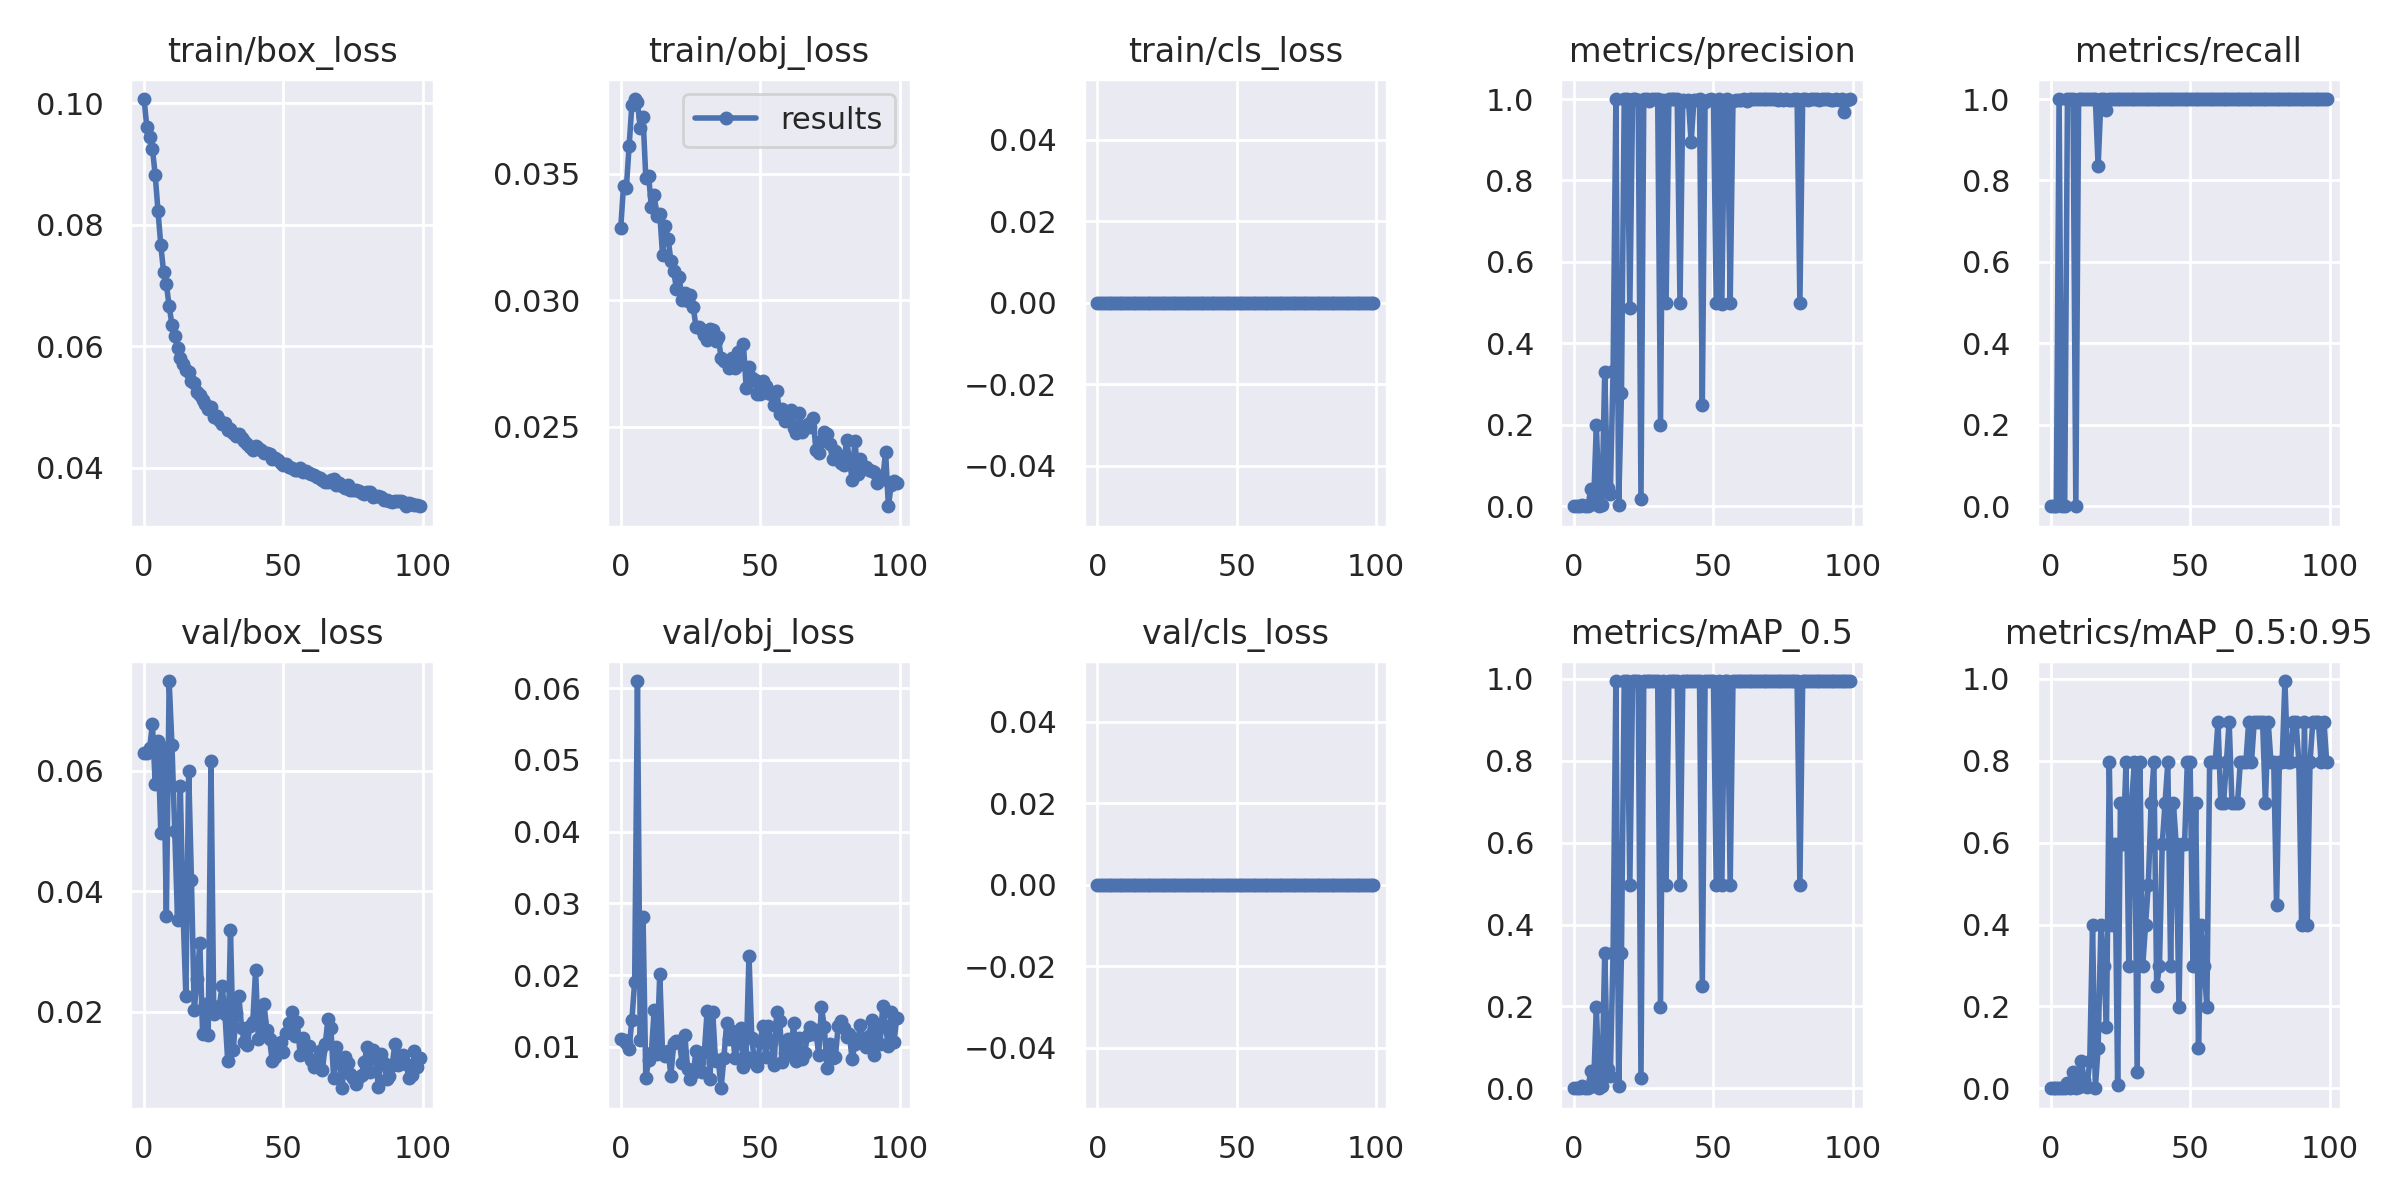 train/box_loss
train/obj_loss
train/cls_loss
metrics/precision
metrics/recall
0.10
0.08
0.06
0.04
0 50 100
results
0.035
0.030
0.025
0 50 100
0.04
0.02
0.00
−0.02
−0.04
0 50 100
1.0
0.8
0.6
0.4
0.2
0.0
0 50 100
1.0
0.8
0.6
0.4
0.2
0.0
0 50 100
val/box_loss
val/obj_loss
val/cls_loss
metrics/mAP_0.5
metrics/mAP_0.5:0.95
0.06
0.04
0.02
0 50 100
0.06
0.05
0.04
0.03
0.02
0.01
0 50 100
0.04
0.02
0.00
−0.02
−0.04
0 50 100
1.0
0.8
0.6
0.4
0.2
0.0
0 50 100
1.0
0.8
0.6
0.4
0.2
0.0
0 50 100